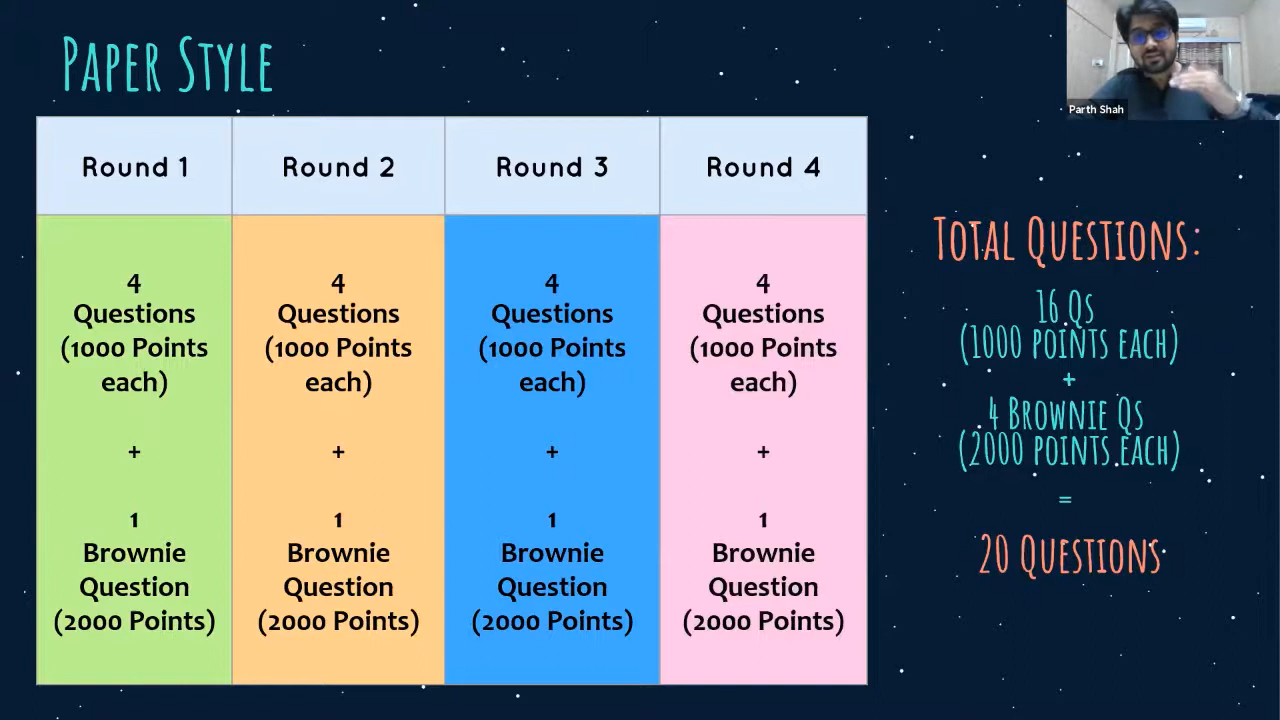 Paper Style
Parth Shah
Round 1
Round 2
Round 3
Round 4
4
Questions
(1000 Points
each)
+
1
Brownie
Question
(2000 Points)
4
Questions
(1000 Points
each)
+
1
Brownie
Question
(2000 Points)
4
Questions
(1000 Points
each)
+
1
Brownie
Question
(2000 Points)
4
Questions
(1000 Points
each)
+
1
Brownie
Question
(2000 Points)
Total Questions:
16 Qs
(1000 points each)
+
4 Brownie Qs
(2000 points each)
=
20 Questions